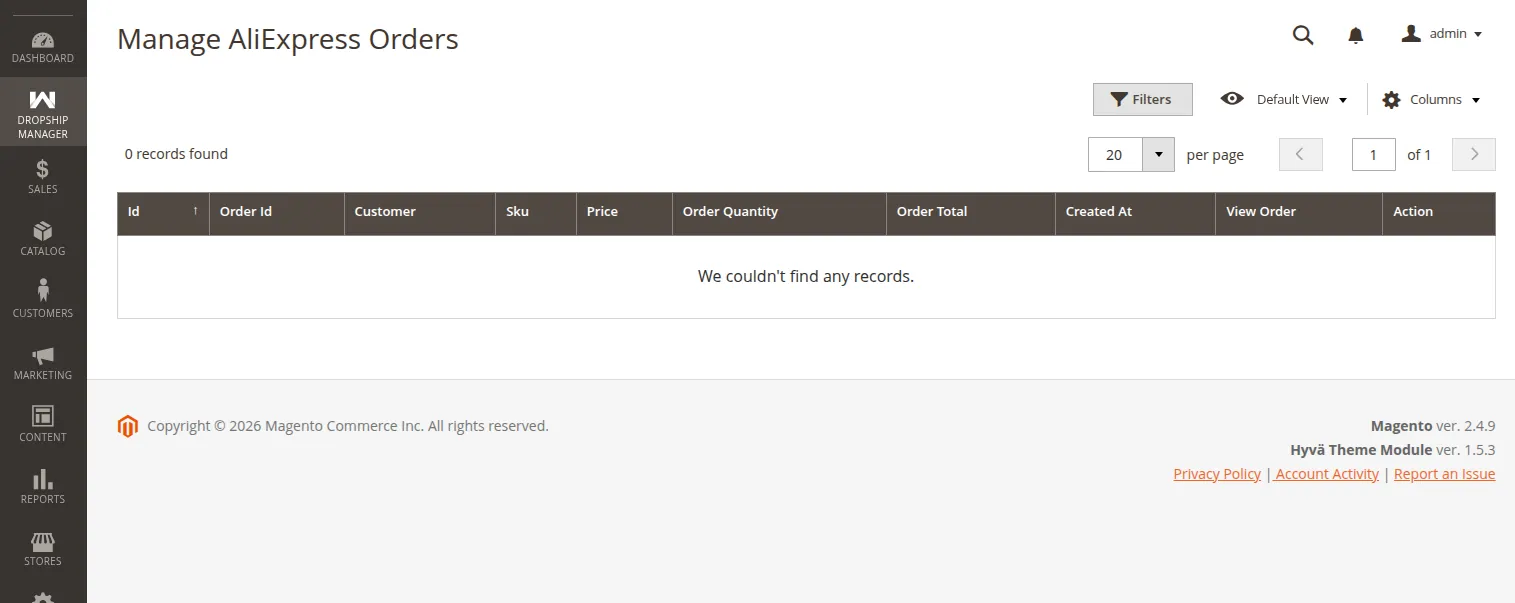 Manage AliExpress Orders
admin
Filters
Default View
Columns
0 records found
20
per page
1
of 1
Id ↑ Order Id Customer Sku Price Order Quantity Order Total Created At View Order Action
We couldn't find any records.
DASHBOARD
DROPSHIP
MANAGER
SALES
CATALOG
CUSTOMERS
MARKETING
CONTENT
REPORTS
STORES
Copyright © 2026 Magento Commerce Inc. All rights reserved.
Magento ver. 2.4.9
Hyvä Theme Module ver. 1.5.3
Privacy Policy | Account Activity | Report an Issue